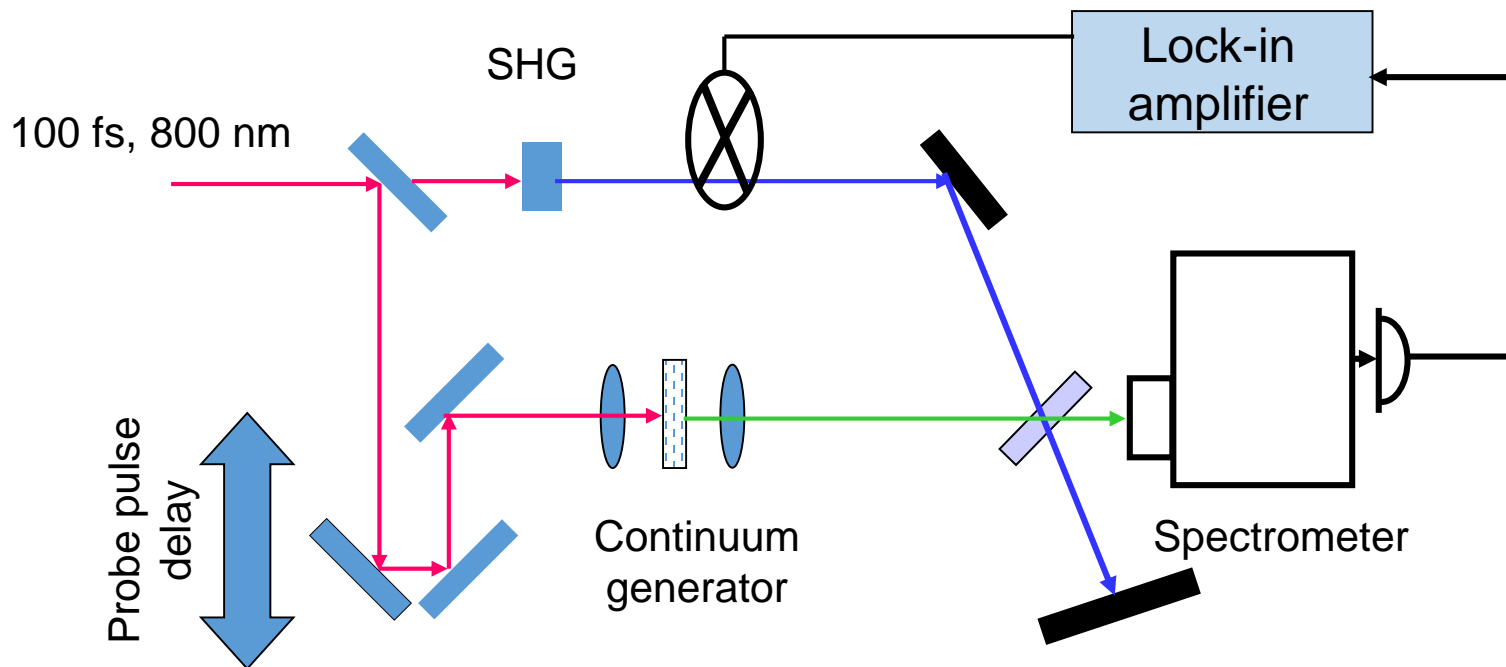 SHG
Lock-in
amplifier
100 fs, 800 nm
Probe pulse
delay
Continuum
generator
Spectrometer